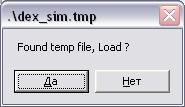 .\dex_sim.tmp
Found temp file, Load ?
Да
Нет